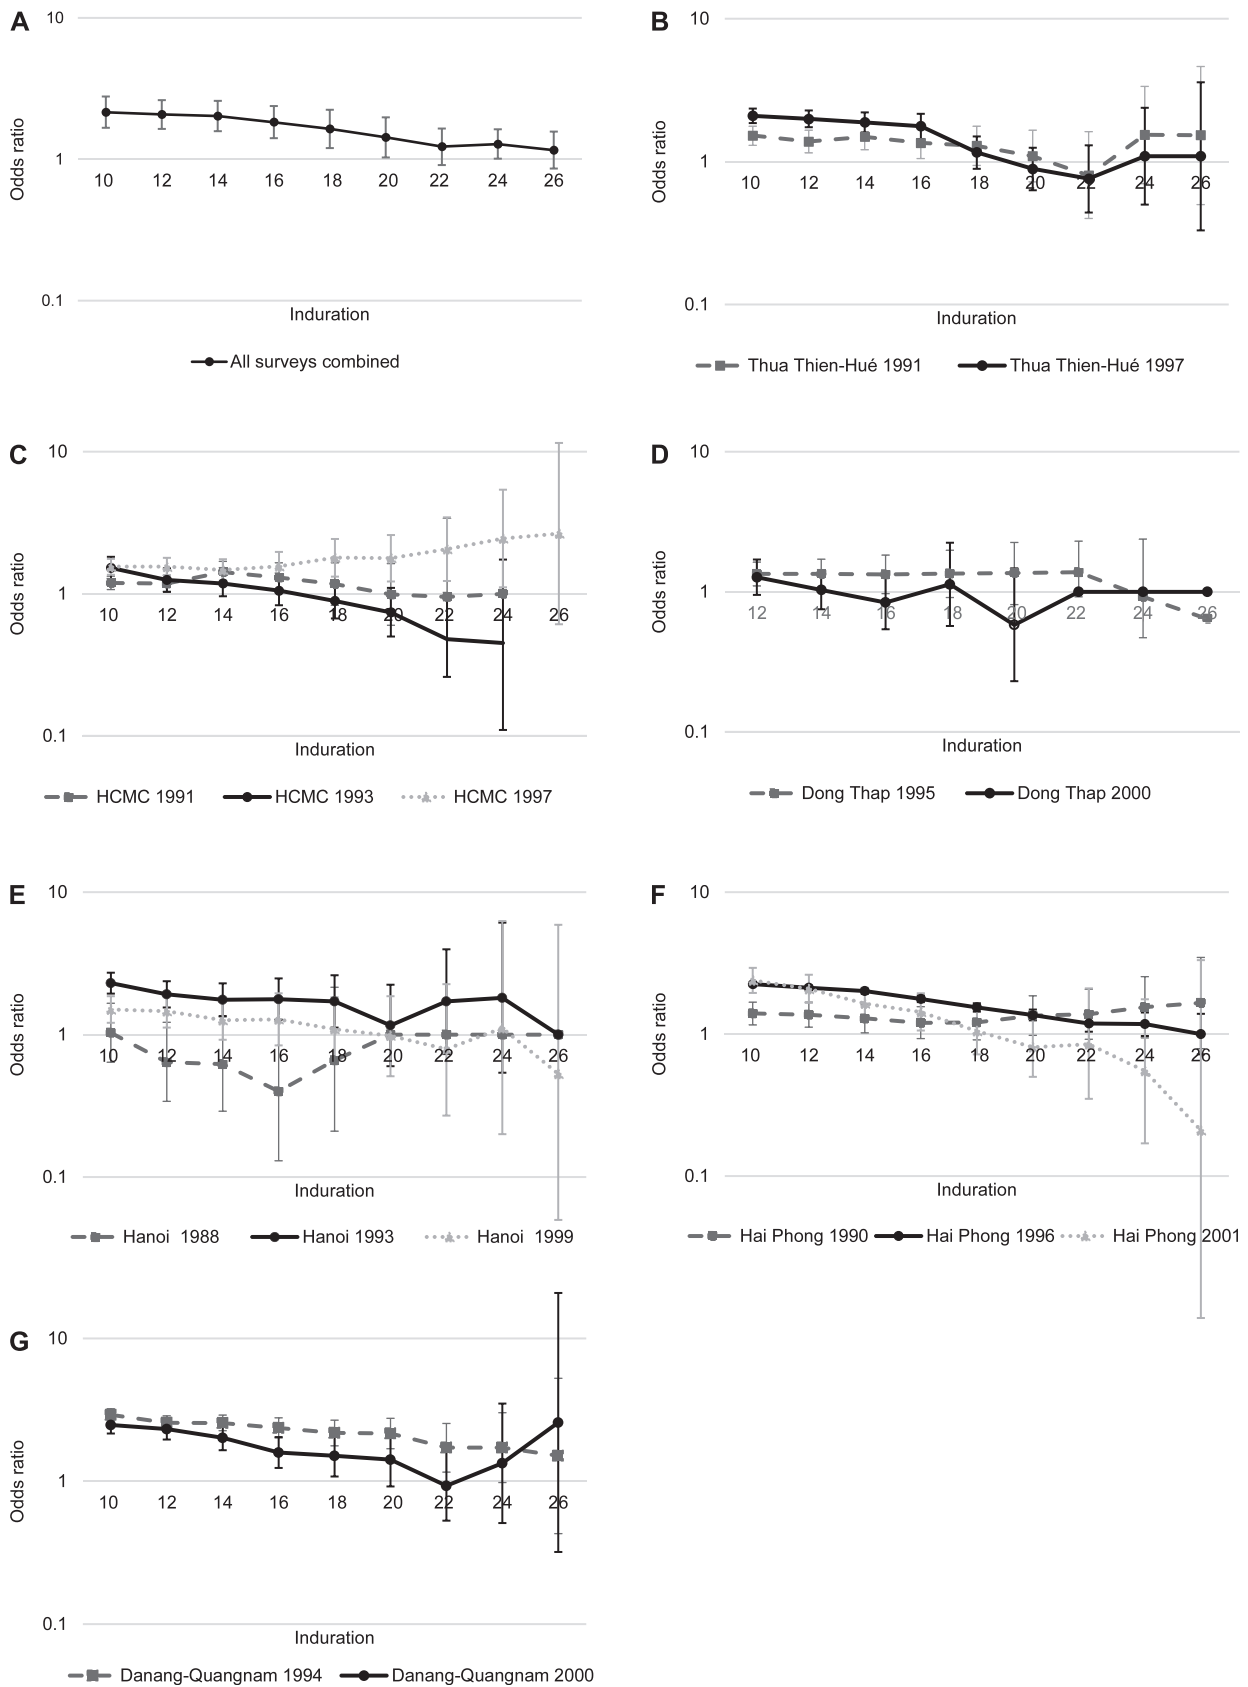 A
10
Odds ratio
1
10 12 14 16 18 20 22 24 26
0.1
Induration
All surveys combined
B
10
Odds ratio
1
10 12 14 16 18 20 22 24 26
0.1
Induration
Thua Thien-Hué 1991 Thua Thien-Hué 1997
C
10
Odds ratio
1
10 12 14 16 18 20 22 24 26
0.1
Induration
HCMC 1991 HCMC 1993 HCMC 1997
D
10
Odds ratio
1
12 14 16 18 20 22 24 26
0.1
Induration
Dong Thap 1995 Dong Thap 2000
E
10
Odds ratio
1
10 12 14 16 18 20 22 24 26
0.1
Induration
Hanoi 1988 Hanoi 1993 Hanoi 1999
F
10
Odds ratio
1
10 12 14 16 18 20 22 24 26
0.1
Induration
Hai Phong 1990 Hai Phong 1996 Hai Phong 2001
G
10
Odds ratio
1
10 12 14 16 18 20 22 24 26
0.1
Induration
Danang-Quangnam 1994 Danang-Quangnam 2000